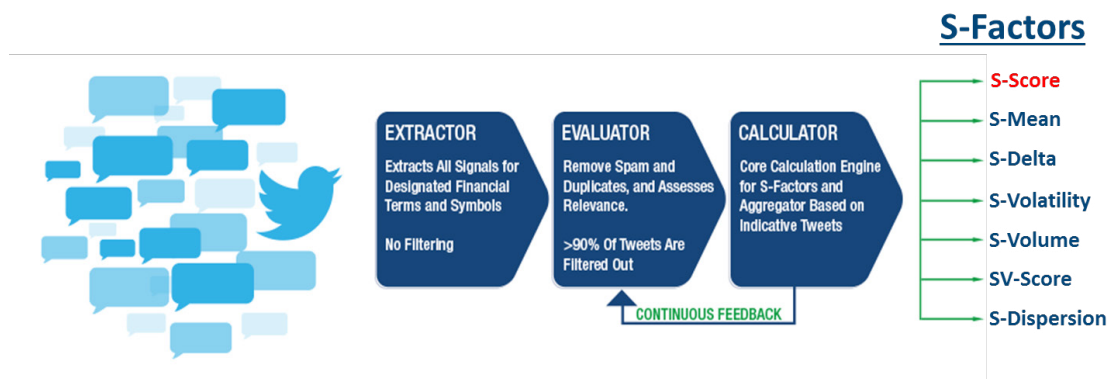 S-Factors
EXTRACTOR
Extracts All Signals for
Designated Financial
Terms and Symbols
No Filtering
EVALUATOR
Remove Spam and
Duplicates, and Assesses
Relevance.
>90% Of Tweets Are
Filtered Out
CALCULATOR
Core Calculation Engine
for S-Factors and
Aggregator Based on
Indicative Tweets
CONTINUOUS FEEDBACK
S-Score
S-Mean
S-Delta
S-Volatility
S-Volume
SV-Score
S-Dispersion